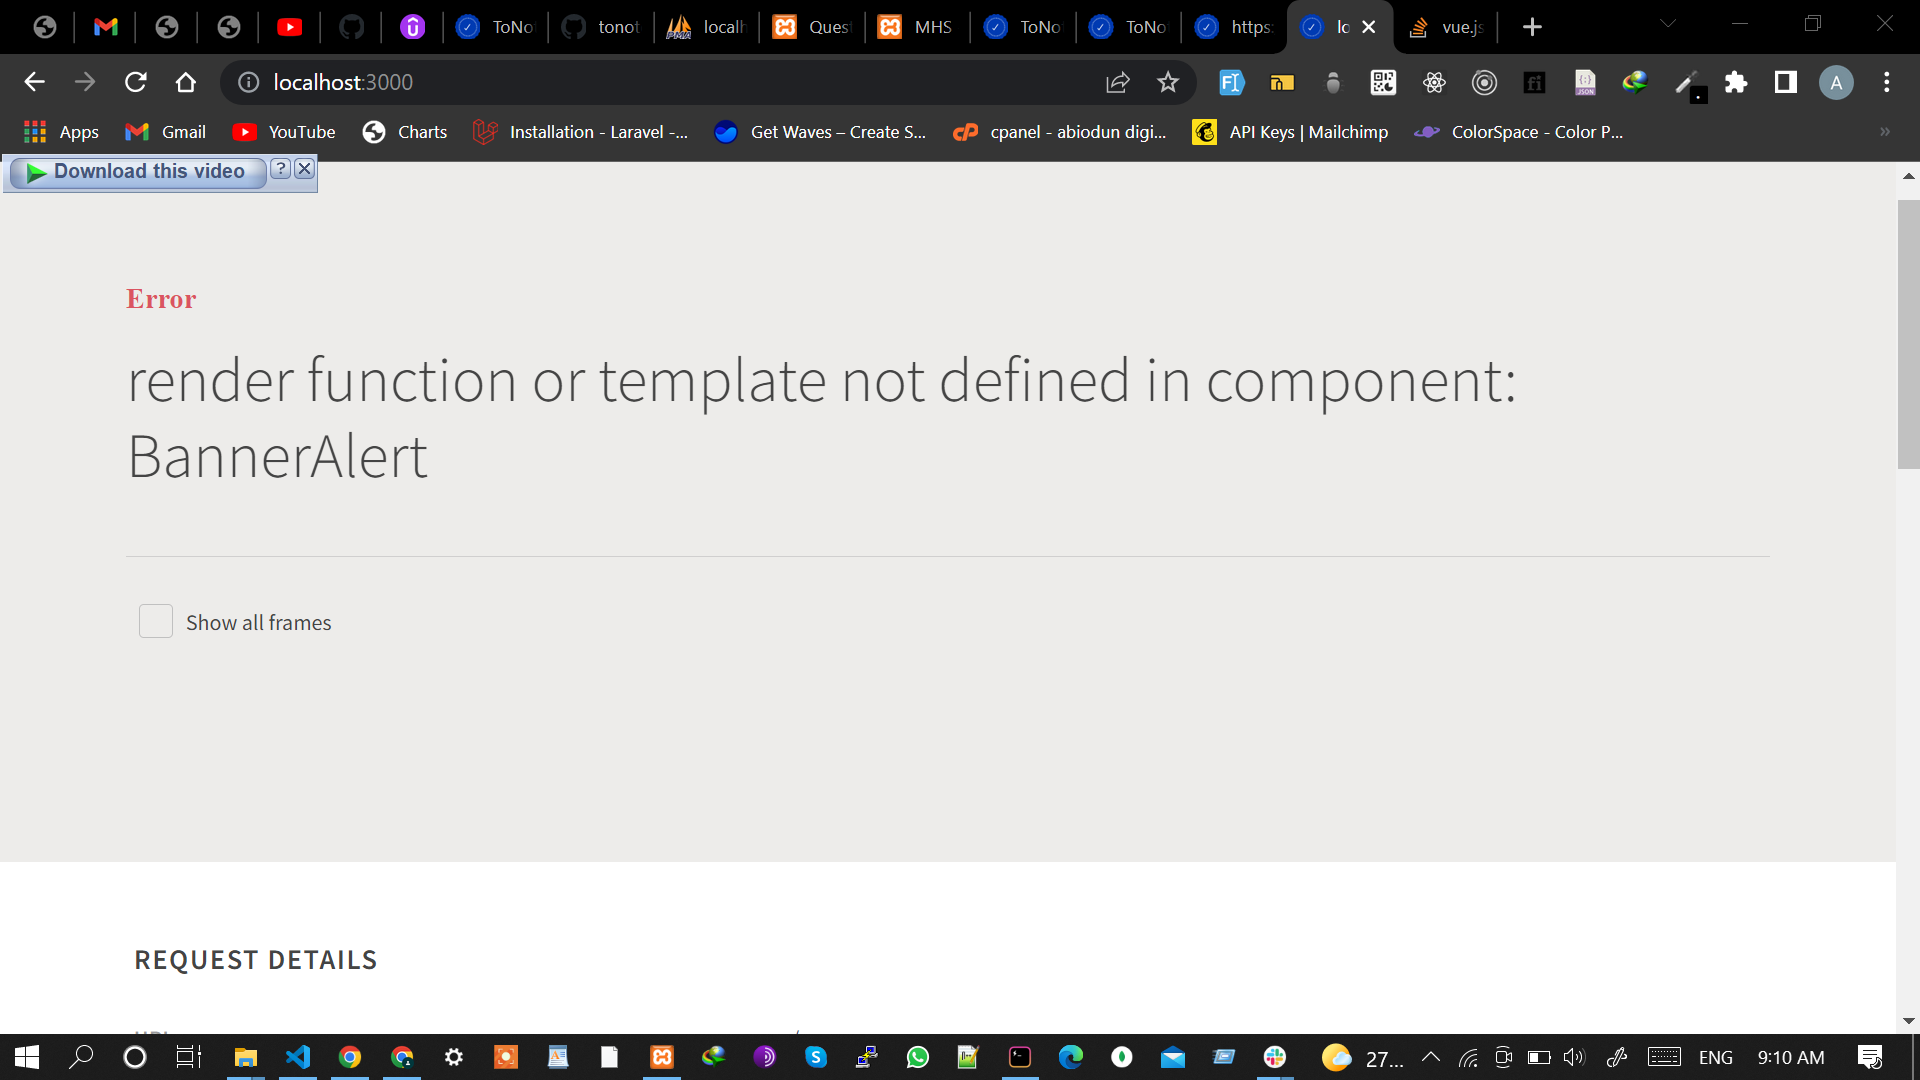 ToNo
tonot
localh
Quest
MHS
ToNo
ToNo
https:
lo
vue.js
localhost:3000
A
Apps
Gmail
YouTube
Charts
Installation - Laravel -...
Get Waves – Create S...
cpanel - abiodun digi...
API Keys | Mailchimp
ColorSpace - Color P...
»
Download this video
?
Error
render function or template not defined in component:
BannerAlert
Show all frames
REQUEST DETAILS
27...
ENG
9:10 AM